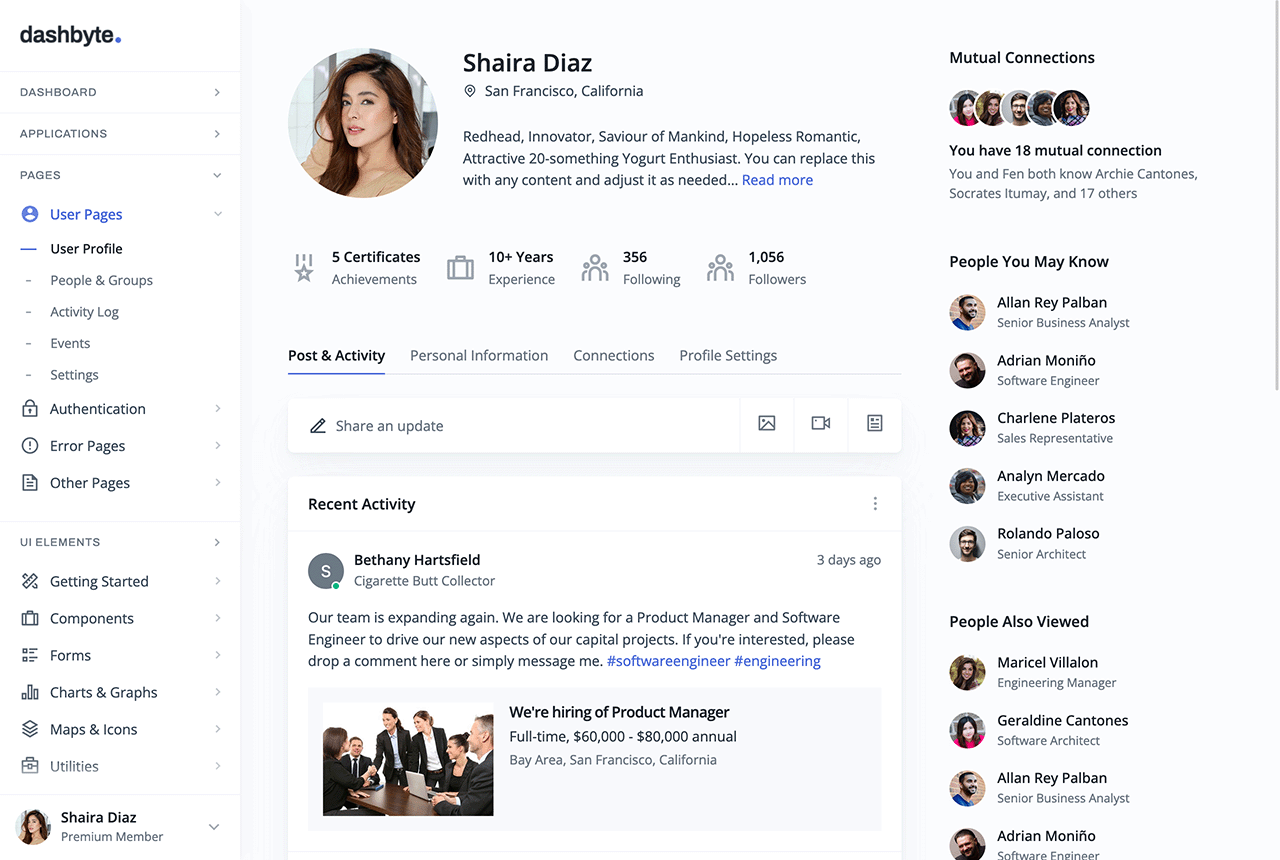 dashbyte.
DASHBOARD
APPLICATIONS
PAGES
User Pages
User Profile
People & Groups
Activity Log
Events
Settings
Authentication
Error Pages
Other Pages
UI ELEMENTS
Getting Started
Components
Forms
Charts & Graphs
Maps & Icons
Utilities
Shaira Diaz
Premium Member
Shaira Diaz
San Francisco, California
Redhead, Innovator, Saviour of Mankind, Hopeless Romantic,
Attractive 20-something Yogurt Enthusiast. You can replace this
with any content and adjust it as needed... Read more
5 Certificates
Achievements
10+ Years
Experience
356
Following
1,056
Followers
Post & Activity
Personal Information
Connections
Profile Settings
Share an update
Recent Activity
S
Bethany Hartsfield
3 days ago
Cigarette Butt Collector
Our team is expanding again. We are looking for a Product Manager and Software
Engineer to drive our new aspects of our capital projects. If you're interested, please
drop a comment here or simply message me. #softwareengineer #engineering
We're hiring of Product Manager
Full-time, $60,000 - $80,000 annual
Bay Area, San Francisco, California
Mutual Connections
You have 18 mutual connection
You and Fen both know Archie Cantones,
Socrates Itumay, and 17 others
People You May Know
Allan Rey Palban
Senior Business Analyst
Adrian Moniño
Software Engineer
Charlene Plateros
Sales Representative
Analyn Mercado
Executive Assistant
Rolando Paloso
Senior Architect
People Also Viewed
Maricel Villalon
Engineering Manager
Geraldine Cantones
Software Architect
Allan Rey Palban
Senior Business Analyst
Adrian Moniño
Software Engineer